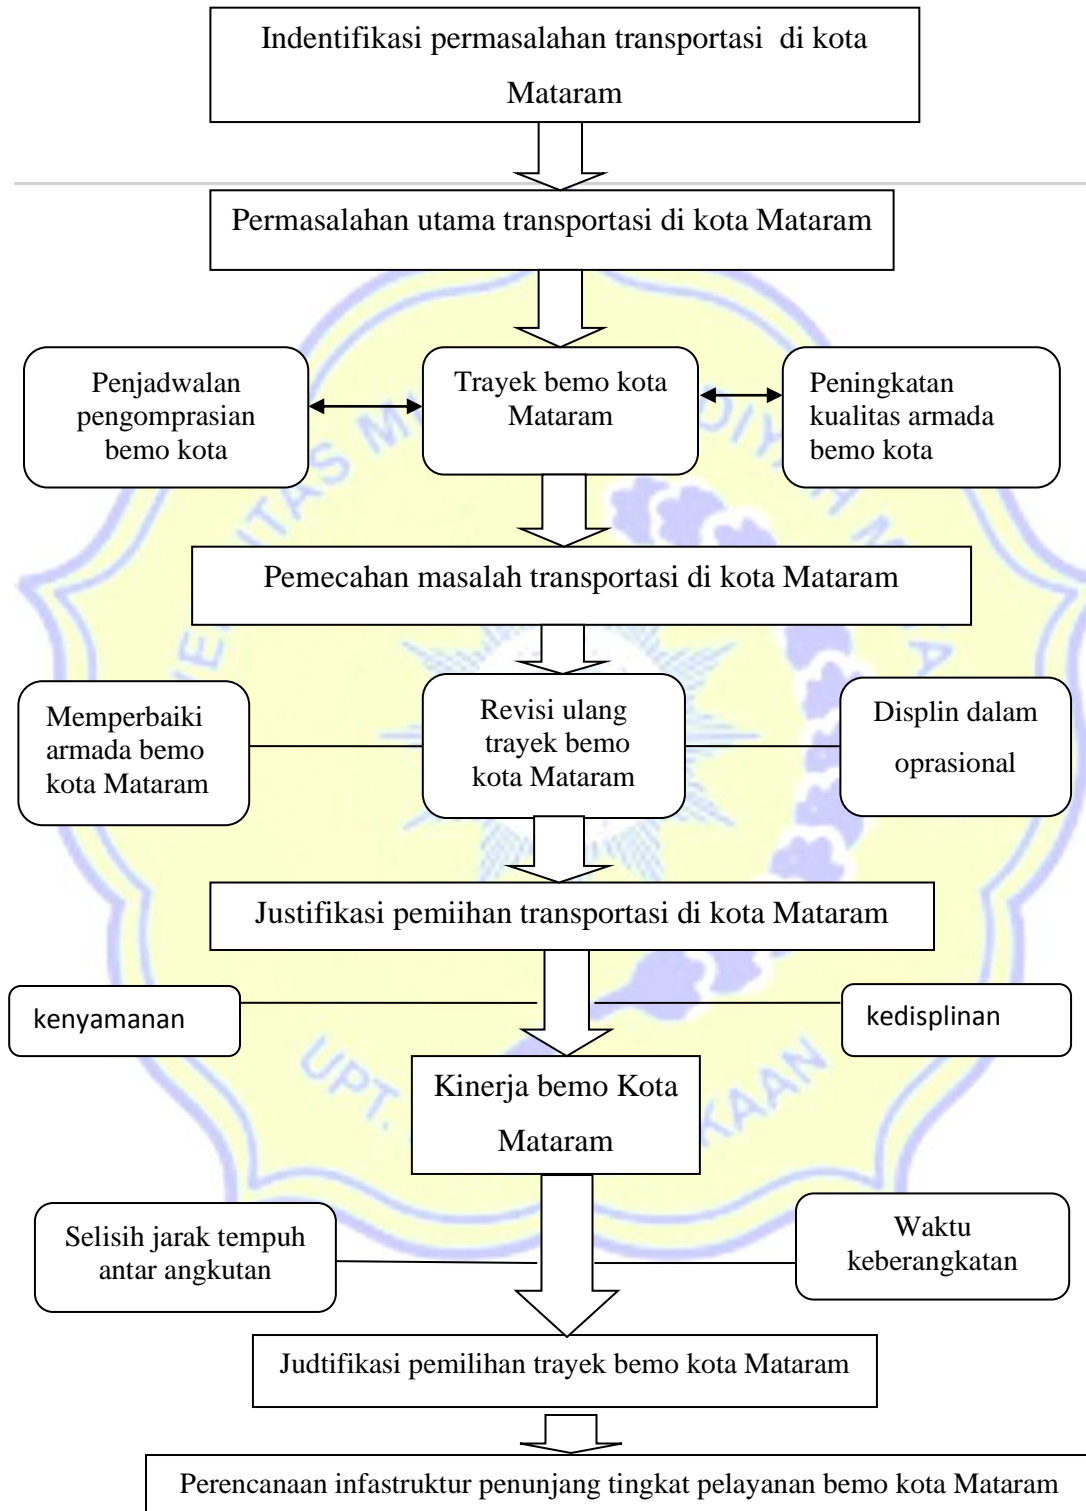 Indentifikasi permasalahan transportasi di kota
Mataram
Permasalahan utama transportasi di kota Mataram
Penjadwalan
pengomprasian
bemo kota
Trayek bemo kota
Mataram
Peningkatan
kualitas armada
bemo kota
Pemecahan masalah transportasi di kota Mataram
Memperbaiki
armada bemo
kota Mataram
Revisi ulang
trayek bemo
kota Mataram
Displin dalam
oprasional
Justifikasi pemiihan transportasi di kota Mataram
kenyamanan
kedisplinan
Kinerja bemo Kota
Mataram
Selisih jarak tempuh
antar angkutan
Waktu
keberangkatan
Judtifikasi pemilihan trayek bemo kota Mataram
Perencanaan infastruktur penunjang tingkat pelayanan bemo kota Mataram
UPT.